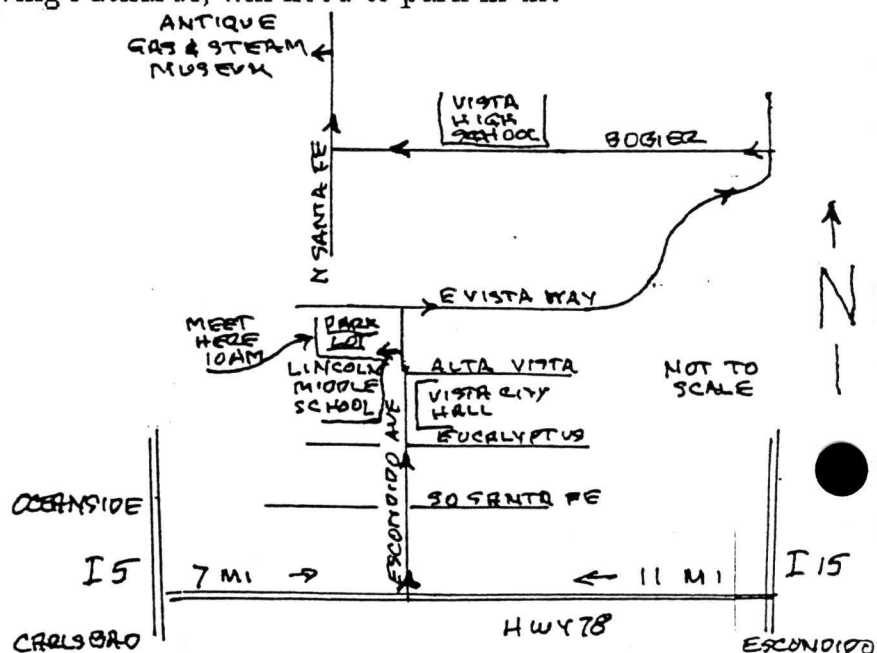 ANTIQUE
GAS & STEAM
MUSEUM
VISTA
HIGH
SCHOOL
BOGIER
N SANTA FE
E VISTA WAY
MEET
HERE
10AM
PARK
LOT
LINCOLN
MIDDLE
SCHOOL
ALTA VISTA
VISTA CITY
HALL
EUCALYPTUS
ESCONDIDO AVE
NOT TO
SCALE
N
OCEANSIDE
SO SANTA FE
I 5
7 MI
11 MI
I 15
HWY 78
CARLSBAD
ESCONDIDO